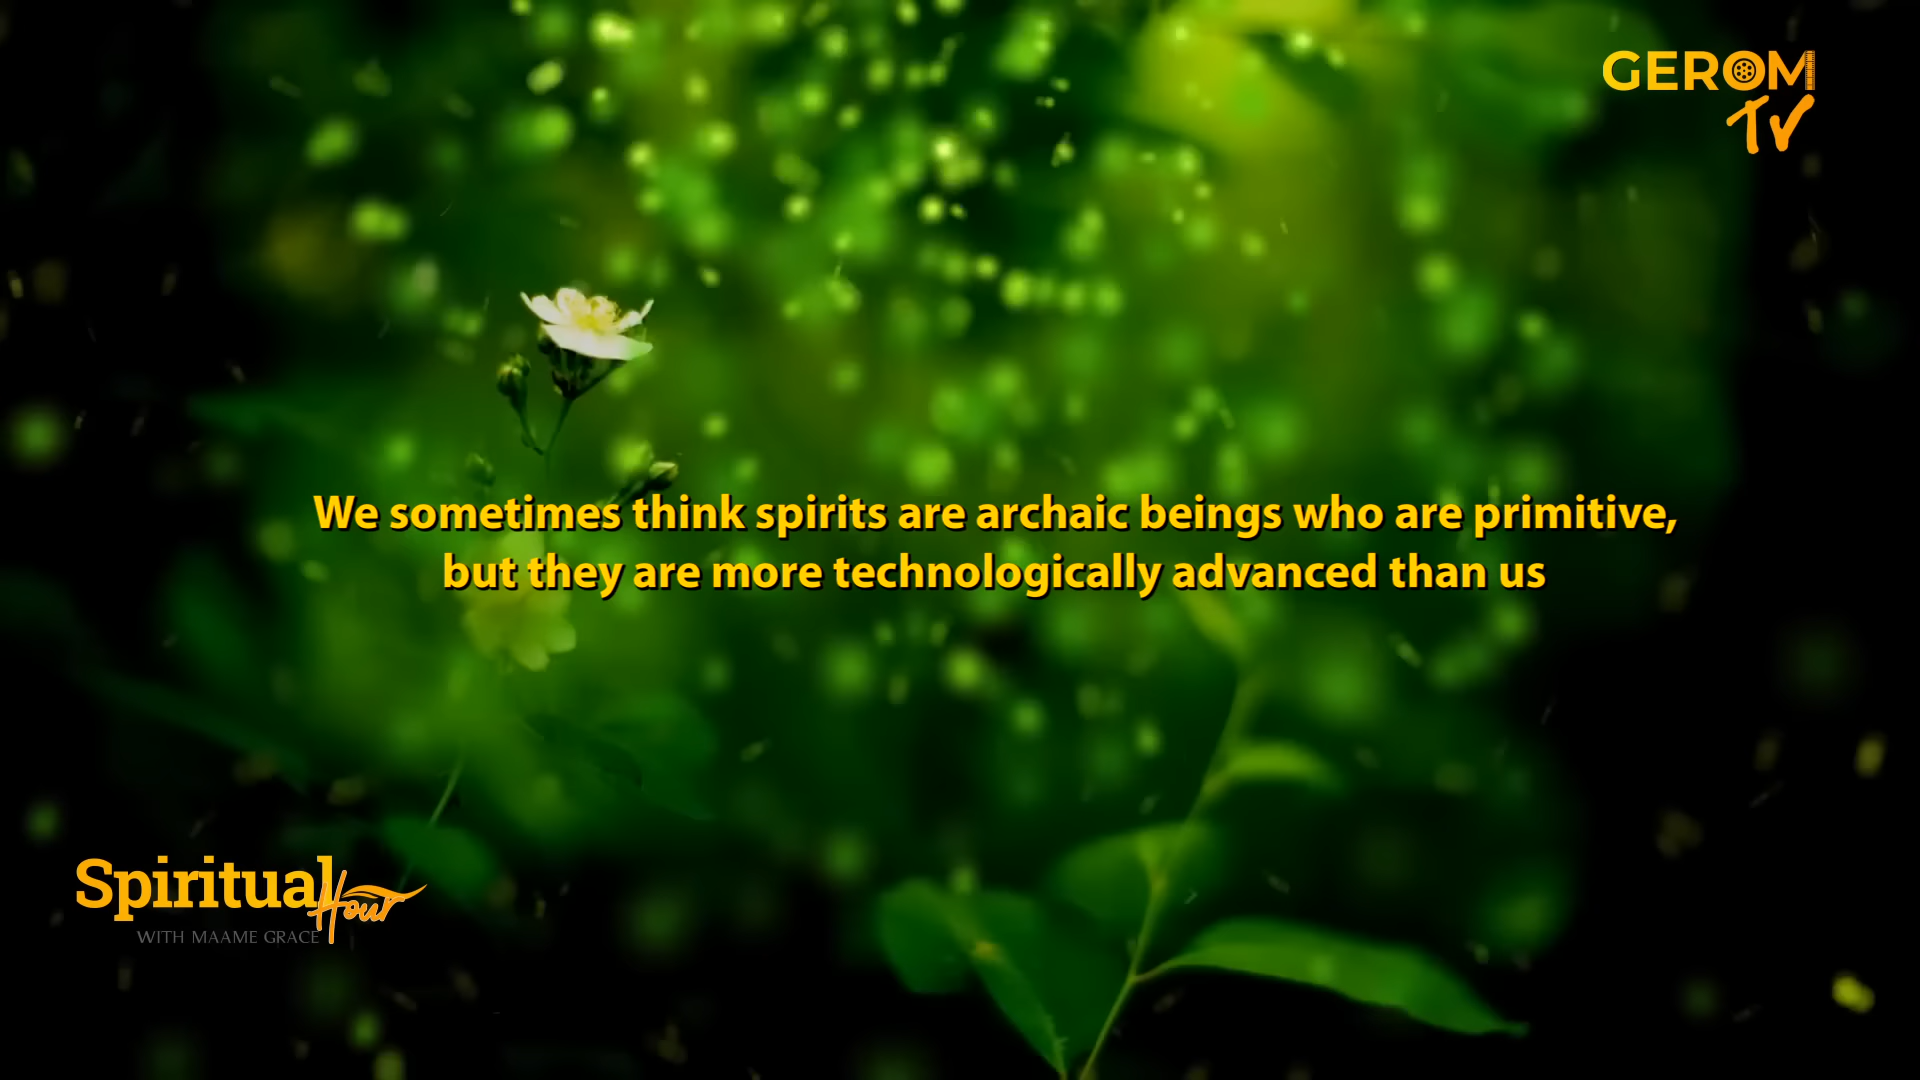 GEROM
TV
We sometimes think spirits are archaic beings who are primitive,
but they are more technologically advanced than us
Spiritual
Hour
WITH MAAME GRACE